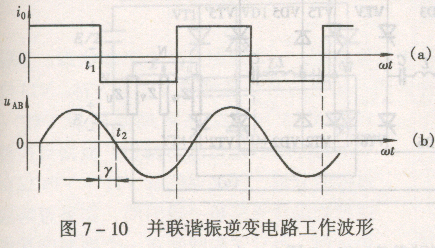 i₀
0
t₁
ωt
(a)
u_AB
0
t₂
ωt
(b)
γ
图 7-10 并联谐振逆变电路工作波形